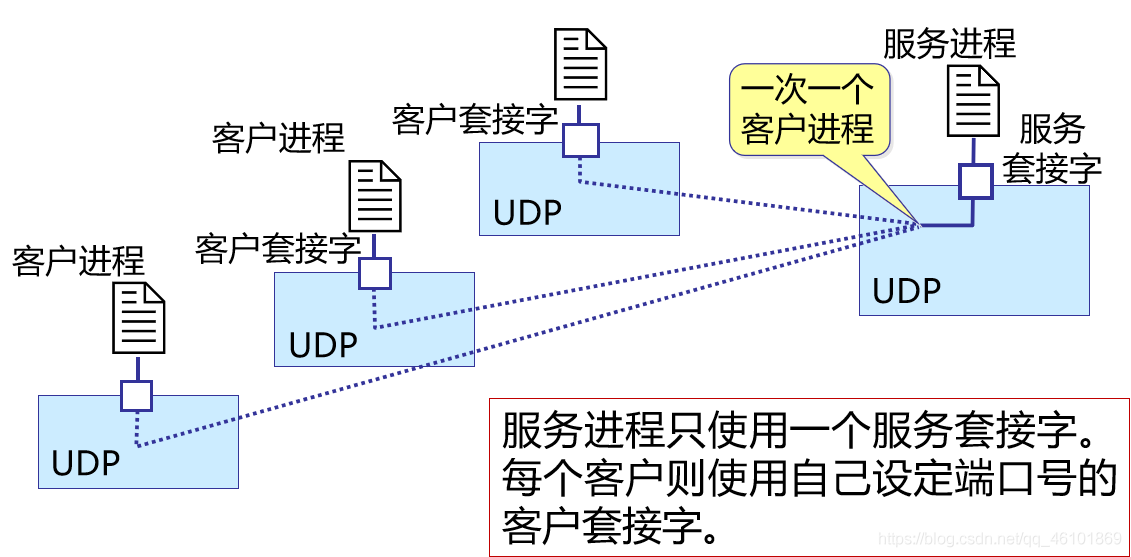 服务进程
一次一个
客户进程
客户套接字
服务
套接字
客户进程
UDP
客户套接字
客户进程
UDP
UDP
UDP
服务进程只使用一个服务套接字。
每个客户则使用自己设定端口号的
客户套接字。
https://blog.csdn.net/qq_46101869